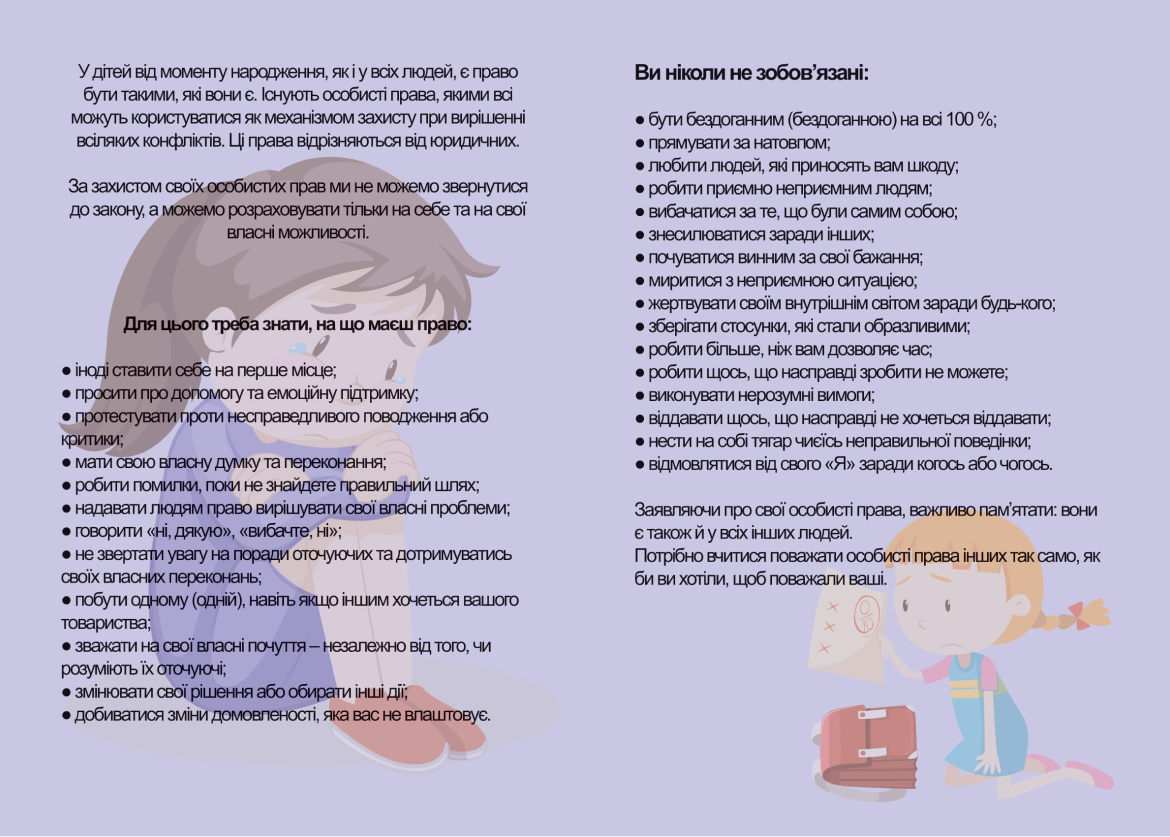 У дітей від моменту народження, як і у всіх людей, є право
бути такими, які вони є. Існують особисті права, якими всі
можуть користуватися як механізмом захисту при вирішенні
всіляких конфліктів. Ці права відрізняються від юридичних.
За захистом своїх особистих прав ми не можемо звернутися
до закону, а можемо розраховувати тільки на себе та на свої
власні можливості.
Для цього треба знати, на що маєш право:
● іноді ставити себе на перше місце;
● просити про допомогу та емоційну підтримку;
● протестувати проти несправедливого поводження або
критики;
● мати свою власну думку та переконання;
● робити помилки, поки не знайдете правильний шлях;
● надавати людям право вирішувати свої власні проблеми;
● говорити «ні, дякую», «вибачте, ні»;
● не звертати увагу на поради оточуючих та дотримуватись
своїх власних переконань;
● побути одному (одній), навіть якщо іншим хочеться вашого
товариства;
● зважати на свої власні почуття – незалежно від того, чи
розуміють їх оточуючі;
● змінювати свої рішення або обирати інші дії;
● добиватися зміни домовленості, яка вас не влаштовує.
Ви ніколи не зобов’язані:
● бути бездоганним (бездоганною) на всі 100 %;
● прямувати за натовпом;
● любити людей, які приносять вам шкоду;
● робити приємно неприємним людям;
● вибачатися за те, що були самим собою;
● знесилюватися заради інших;
● почуватися винним за свої бажання;
● миритися з неприємною ситуацією;
● жертвувати своїм внутрішнім світом заради будь-кого;
● зберігати стосунки, які стали образливими;
● робити більше, ніж вам дозволяє час;
● робити щось, що насправді зробити не можете;
● виконувати нерозумні вимоги;
● віддавати щось, що насправді не хочеться віддавати;
● нести на собі тягар чиєїсь неправильної поведінки;
● відмовлятися від свого «Я» заради когось або чогось.
Заявляючи про свої особисті права, важливо пам’ятати: вони
є також й у всіх інших людей.
Потрібно вчитися поважати особисті права інших так само, як
би ви хотіли, щоб поважали ваші.
0
10